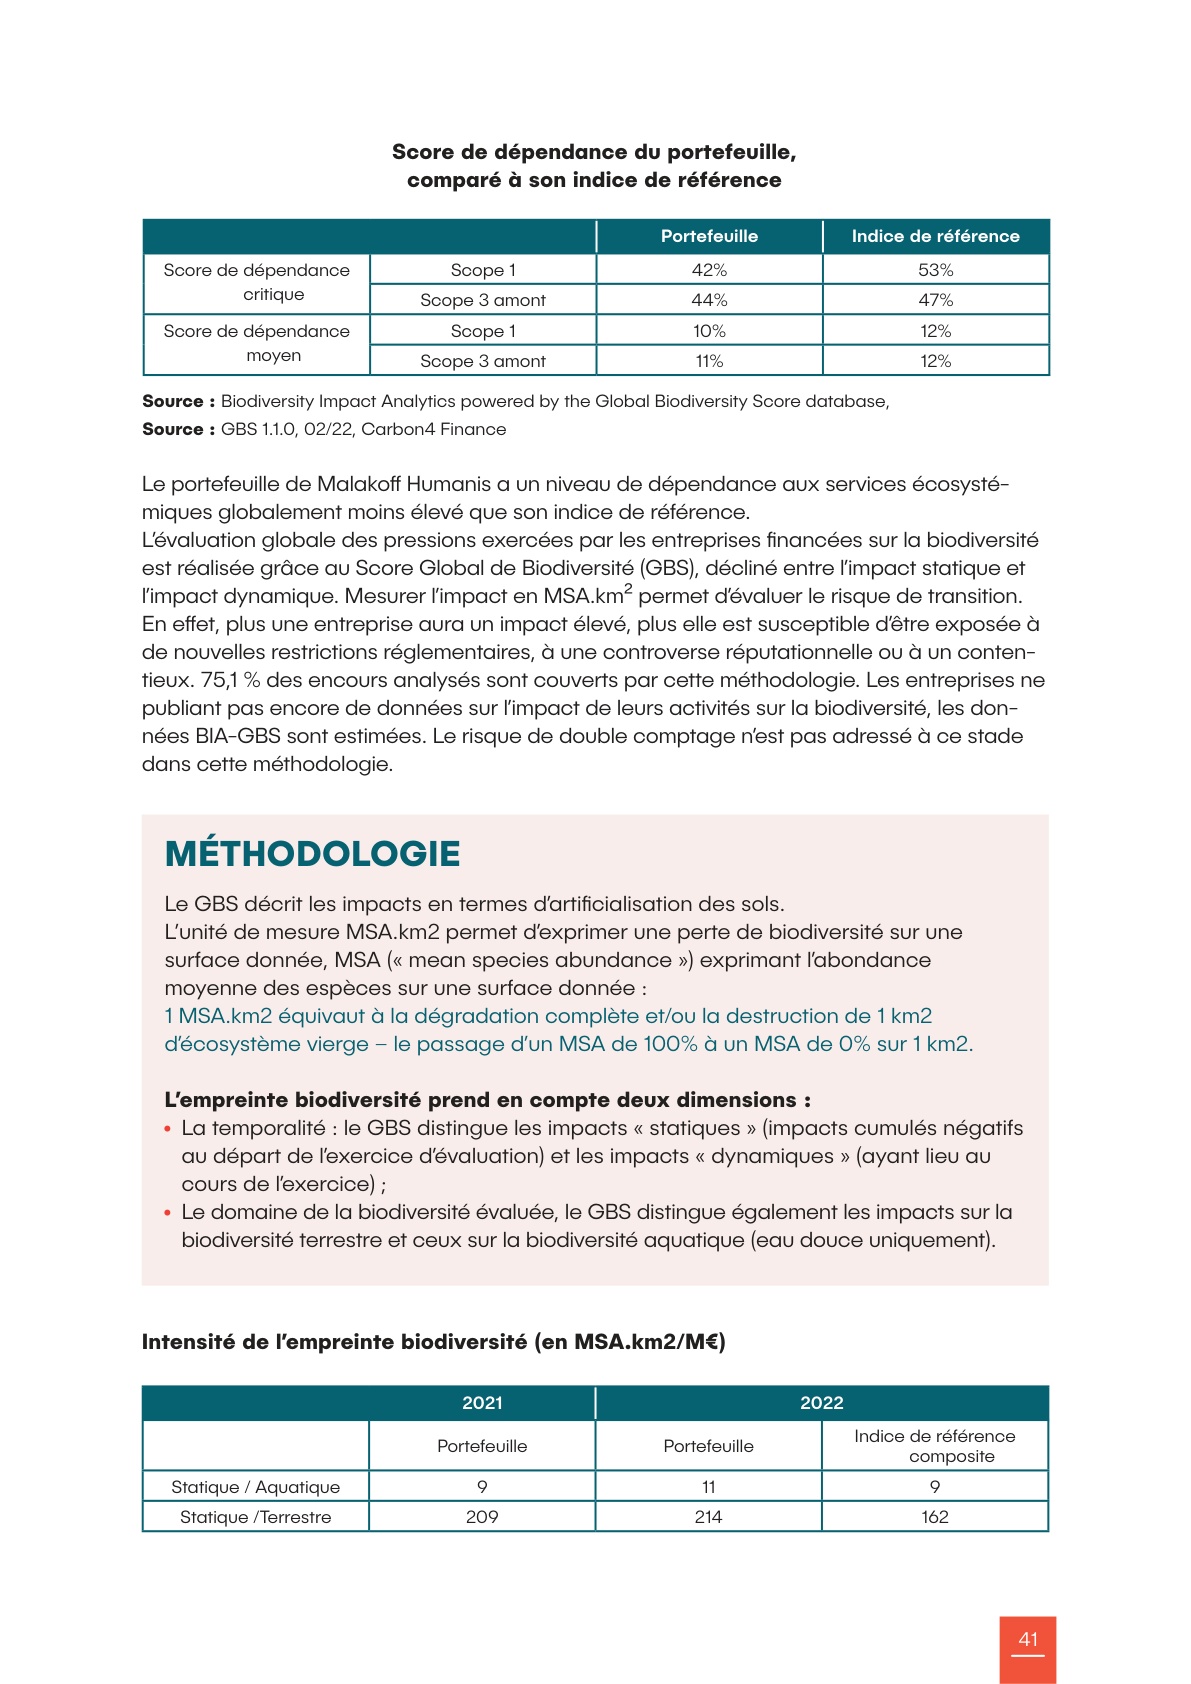 Score de dépendance du portefeuille,
comparé à son indice de référence
Portefeuille Indice de référence
Score de dépendance critique Scope 1 42% 53%
Scope 3 amont 44% 47%
Score de dépendance moyen Scope 1 10% 12%
Scope 3 amont 11% 12%
Source : Biodiversity Impact Analytics powered by the Global Biodiversity Score database,
Source : GBS 1.1.0, 02/22, Carbon4 Finance
Le portefeuille de Malakoff Humanis a un niveau de dépendance aux services écosysté-
miques globalement moins élevé que son indice de référence.
L’évaluation globale des pressions exercées par les entreprises financées sur la biodiversité
est réalisée grâce au Score Global de Biodiversité (GBS), décliné entre l’impact statique et
l’impact dynamique. Mesurer l’impact en MSA.km² permet d’évaluer le risque de transition.
En effet, plus une entreprise aura un impact élevé, plus elle est susceptible d’être exposée à
de nouvelles restrictions réglementaires, à une controverse réputationnelle ou à un conten-
tieux. 75,1 % des encours analysés sont couverts par cette méthodologie. Les entreprises ne
publiant pas encore de données sur l’impact de leurs activités sur la biodiversité, les don-
nées BIA-GBS sont estimées. Le risque de double comptage n’est pas adressé à ce stade
dans cette méthodologie.
MÉTHODOLOGIE
Le GBS décrit les impacts en termes d’artificialisation des sols.
L’unité de mesure MSA.km2 permet d’exprimer une perte de biodiversité sur une
surface donnée, MSA (« mean species abundance ») exprimant l’abondance
moyenne des espèces sur une surface donnée :
1 MSA.km2 équivaut à la dégradation complète et/ou la destruction de 1 km2
d’écosystème vierge – le passage d’un MSA de 100% à un MSA de 0% sur 1 km2.
L’empreinte biodiversité prend en compte deux dimensions :
• La temporalité : le GBS distingue les impacts « statiques » (impacts cumulés négatifs
au départ de l’exercice d’évaluation) et les impacts « dynamiques » (ayant lieu au
cours de l’exercice) ;
• Le domaine de la biodiversité évaluée, le GBS distingue également les impacts sur la
biodiversité terrestre et ceux sur la biodiversité aquatique (eau douce uniquement).
Intensité de l’empreinte biodiversité (en MSA.km2/M€)
2021 2022
Portefeuille Portefeuille Indice de référence composite
Statique / Aquatique 9 11 9
Statique /Terrestre 209 214 162
41